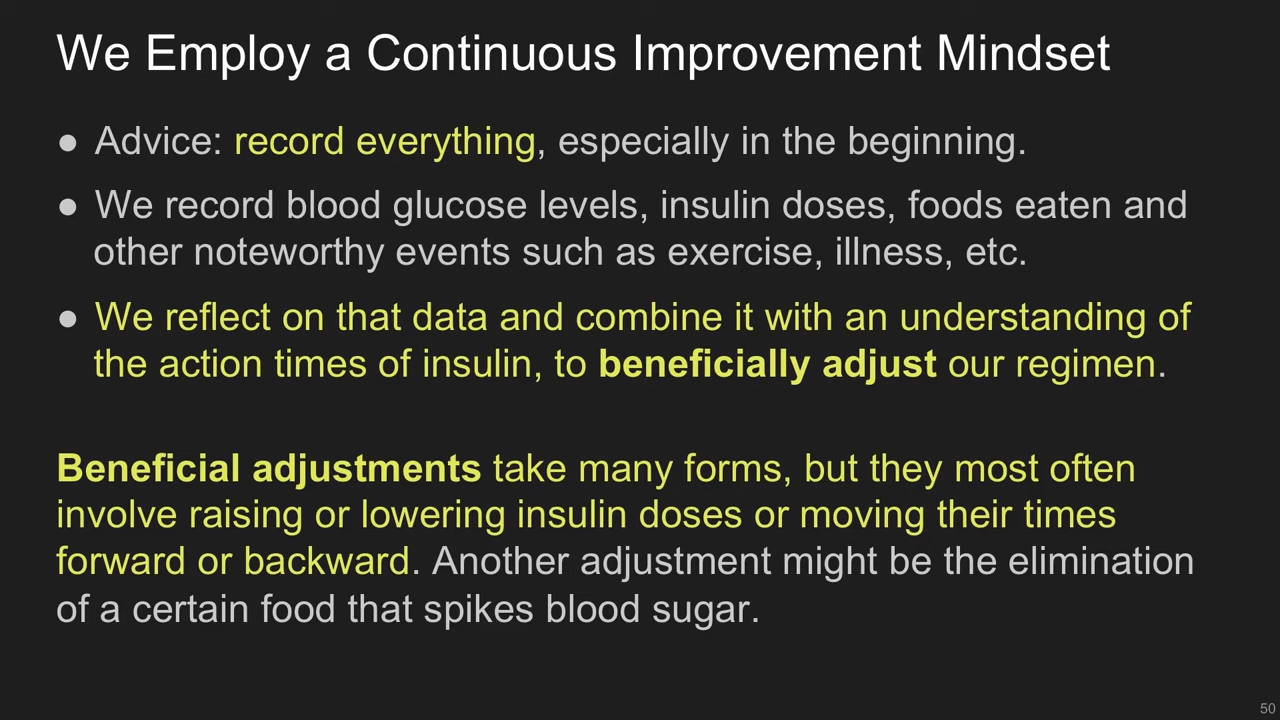 We Employ a Continuous Improvement Mindset
● Advice: record everything, especially in the beginning.
● We record blood glucose levels, insulin doses, foods eaten and
other noteworthy events such as exercise, illness, etc.
● We reflect on that data and combine it with an understanding of
the action times of insulin, to beneficially adjust our regimen.
Beneficial adjustments take many forms, but they most often
involve raising or lowering insulin doses or moving their times
forward or backward. Another adjustment might be the elimination
of a certain food that spikes blood sugar.
50